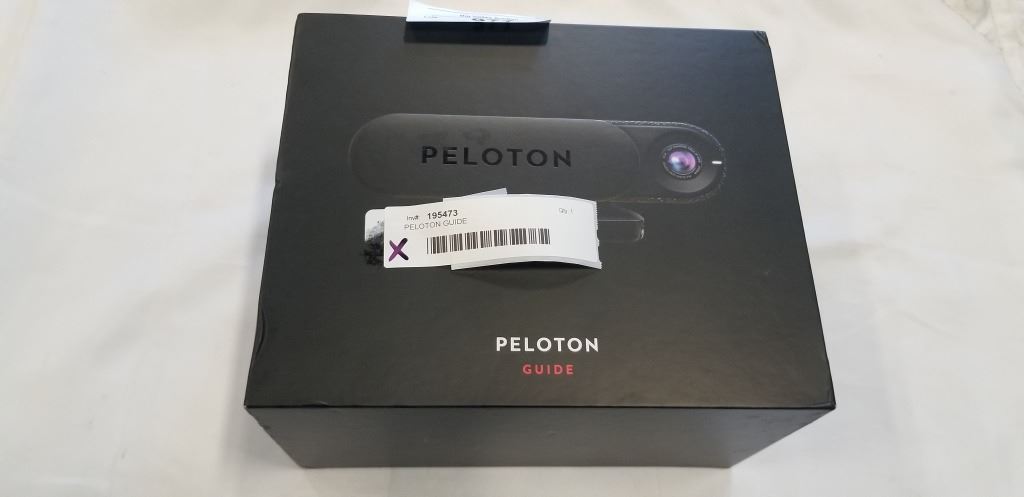 PELOTON
Inv#: 195473
Qty: 1
PELOTON GUIDE
X
PELOTON
GUIDE